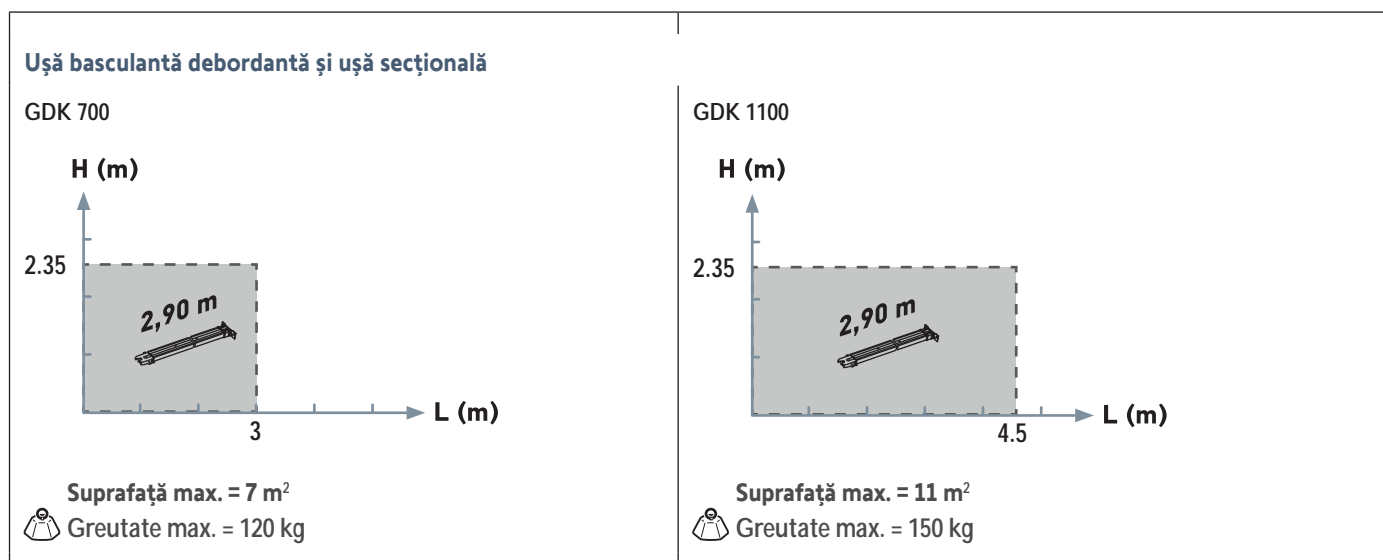 Ușă basculantă debordantă și ușă secțională
GDK 700
H (m)
2.35
2,90 m
L (m)
3
Suprafață max. = 7 m²
Greutate max. = 120 kg
GDK 1100
H (m)
2.35
2,90 m
L (m)
4.5
Suprafață max. = 11 m²
Greutate max. = 150 kg